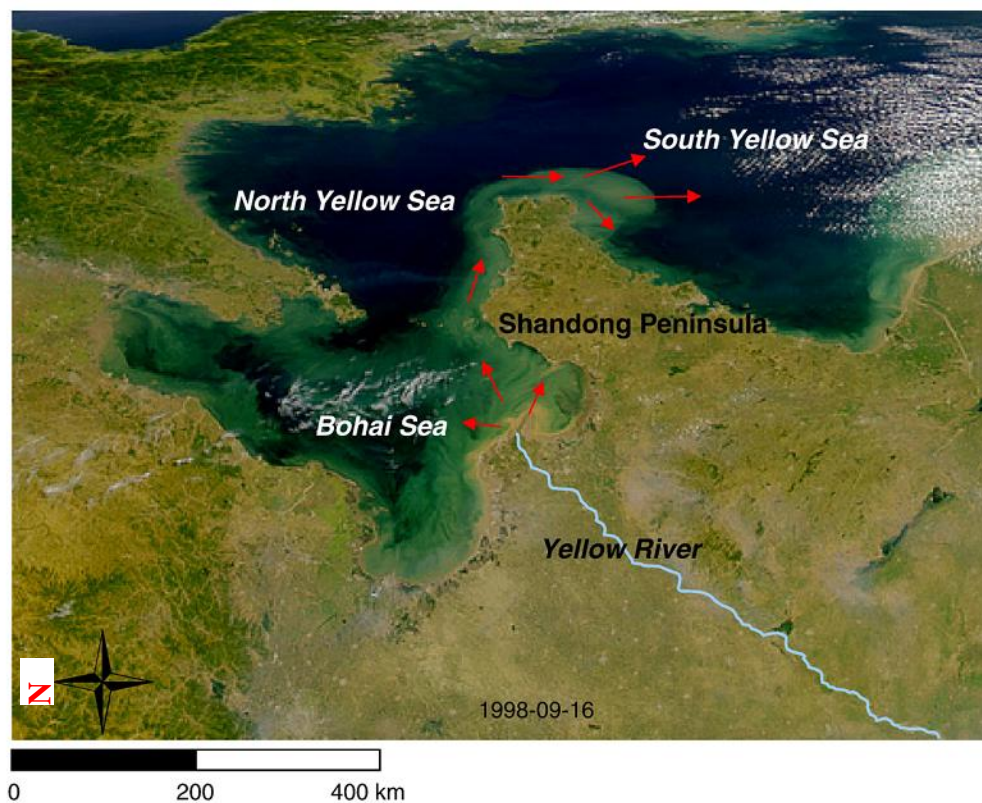 South Yellow Sea
North Yellow Sea
Shandong Peninsula
Bohai Sea
Yellow River
N
1998-09-16
0 200 400 km